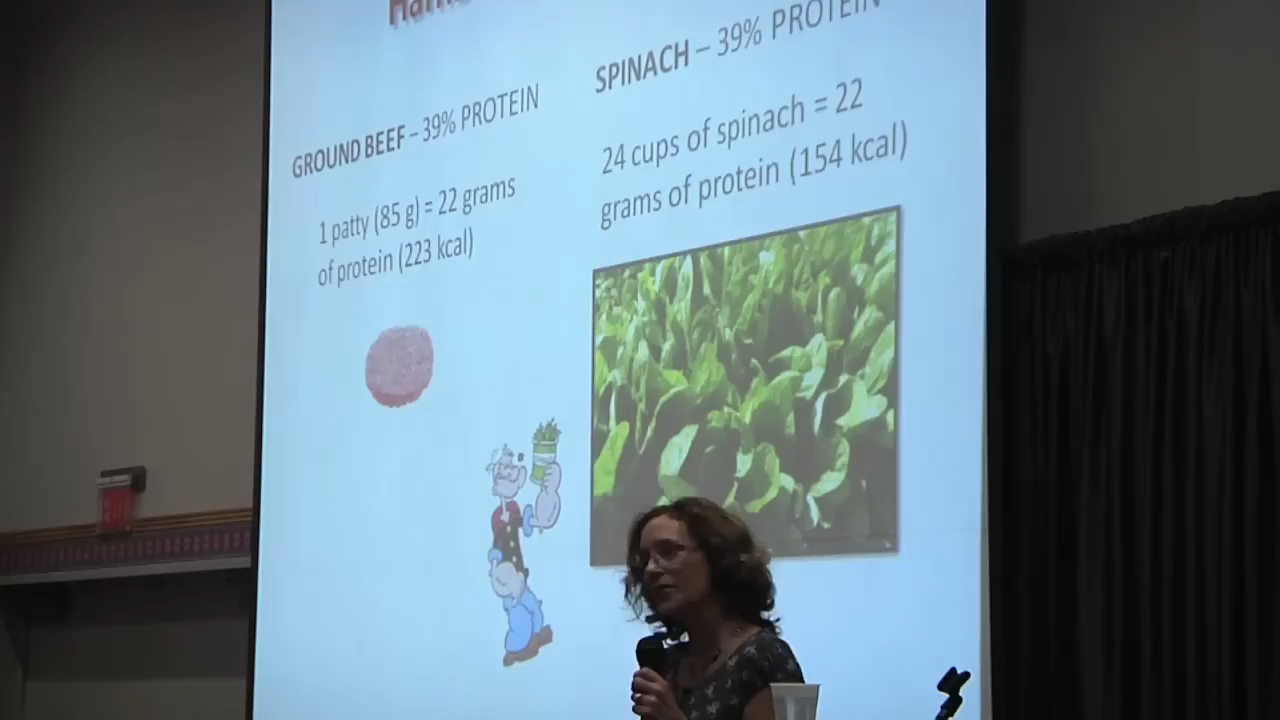 GROUND BEEF – 39% PROTEIN
1 patty (85 g) = 22 grams
of protein (223 kcal)
SPINACH – 39% PROTEIN
24 cups of spinach = 22
grams of protein (154 kcal)